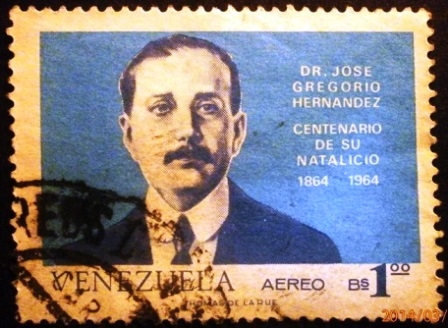 DR. JOSE
GREGORIO
HERNANDEZ
CENTENARIO
DE SU
NATALICIO
1864 1964
VENEZUELA AEREO Bs 1.00
THOMAS DE LA RUE